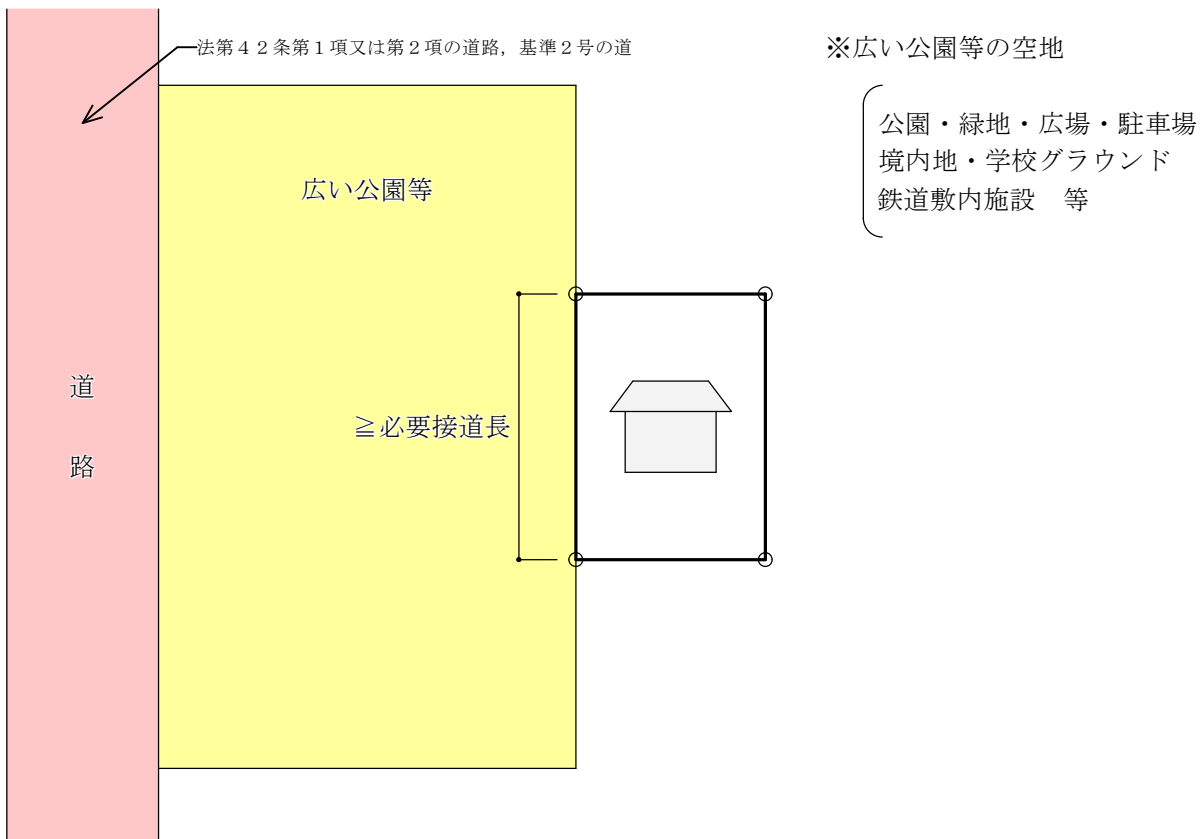 法第４２条第１項又は第２項の道路，基準２号の道
※広い公園等の空地
公園・緑地・広場・駐車場
境内地・学校グラウンド
鉄道敷内施設　等
広い公園等
≧必要接道長
道
路